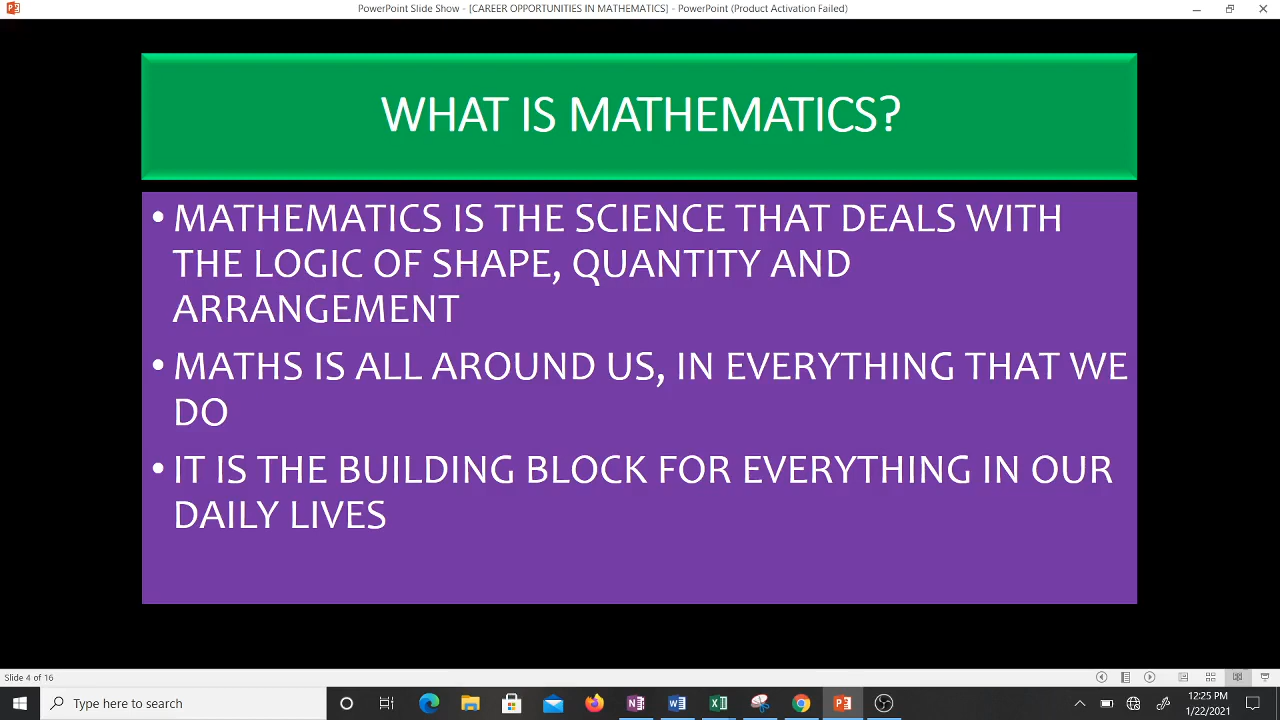 PowerPoint Slide Show - [CAREER OPPORTUNITIES IN MATHEMATICS] - PowerPoint (Product Activation Failed)
WHAT IS MATHEMATICS?
• MATHEMATICS IS THE SCIENCE THAT DEALS WITH
THE LOGIC OF SHAPE, QUANTITY AND
ARRANGEMENT
• MATHS IS ALL AROUND US, IN EVERYTHING THAT WE
DO
• IT IS THE BUILDING BLOCK FOR EVERYTHING IN OUR
DAILY LIVES
Slide 4 of 16
Type here to search
12:25 PM
1/22/2021